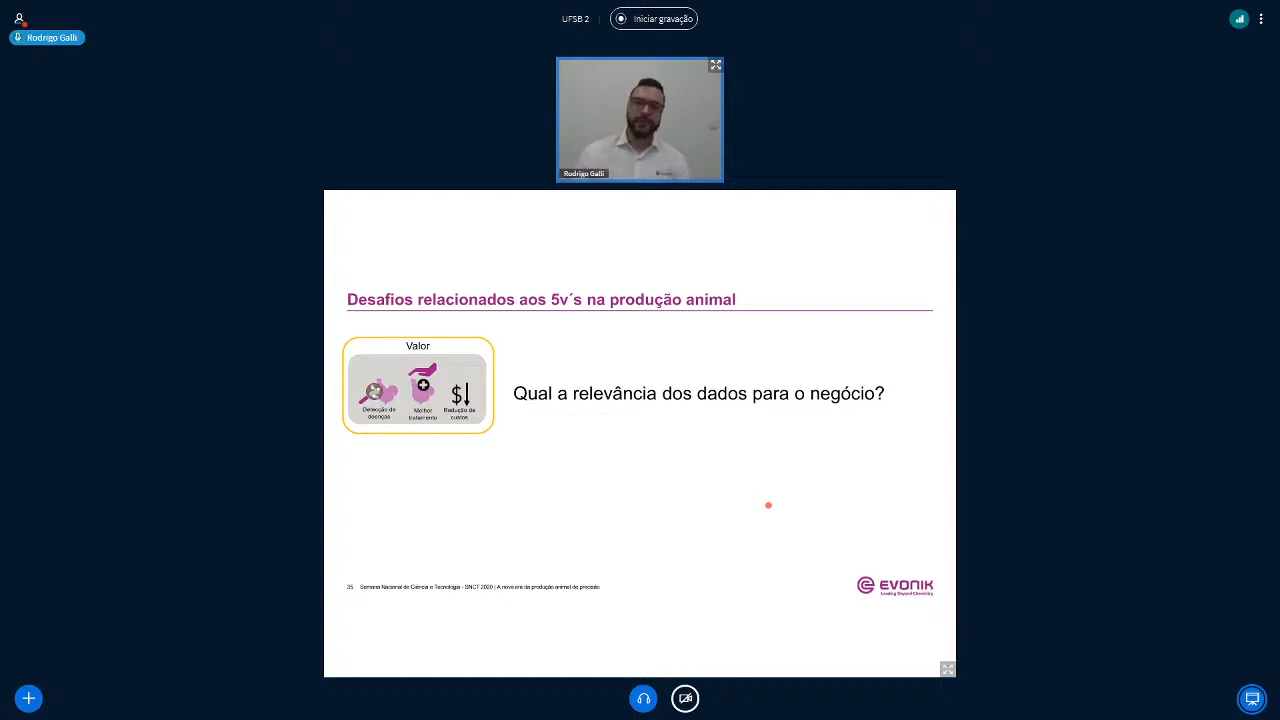 UFSB 2
Iniciar gravação
Rodrigo Galli
Rodrigo Galli
Desafios relacionados aos 5v´s na produção animal
Valor
Detecção de
doenças
Melhor
tratamento
Redução de
custos
Qual a relevância dos dados para o negócio?
35 Semana Nacional de Ciência e Tecnologia - SNCT 2020 | A nova era da produção animal de precisão
EVONIK
Leading Beyond Chemistry